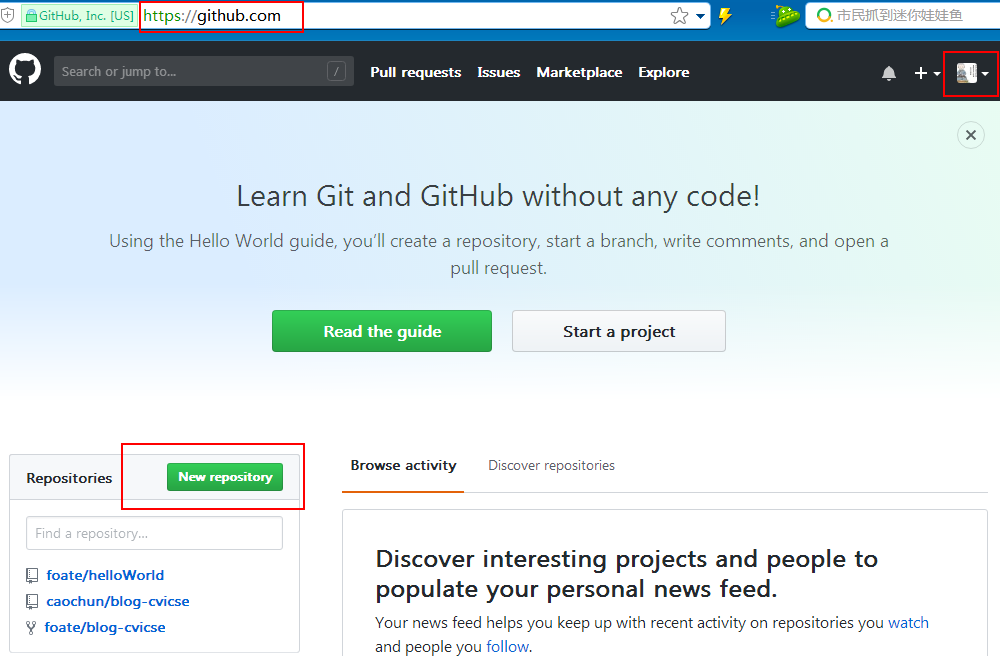 GitHub, Inc. [US]
https://github.com
市民抓到迷你娃娃鱼
Search or jump to...
/
Pull requests
Issues
Marketplace
Explore
Learn Git and GitHub without any code!
Using the Hello World guide, you'll create a repository, start a branch, write comments, and open a
pull request.
Read the guide
Start a project
Repositories
New repository
Find a repository...
foate/helloWorld
caochun/blog-cvicse
foate/blog-cvicse
Browse activity
Discover repositories
Discover interesting projects and people to
populate your personal news feed.
Your news feed helps you keep up with recent activity on repositories you watch
and people you follow.